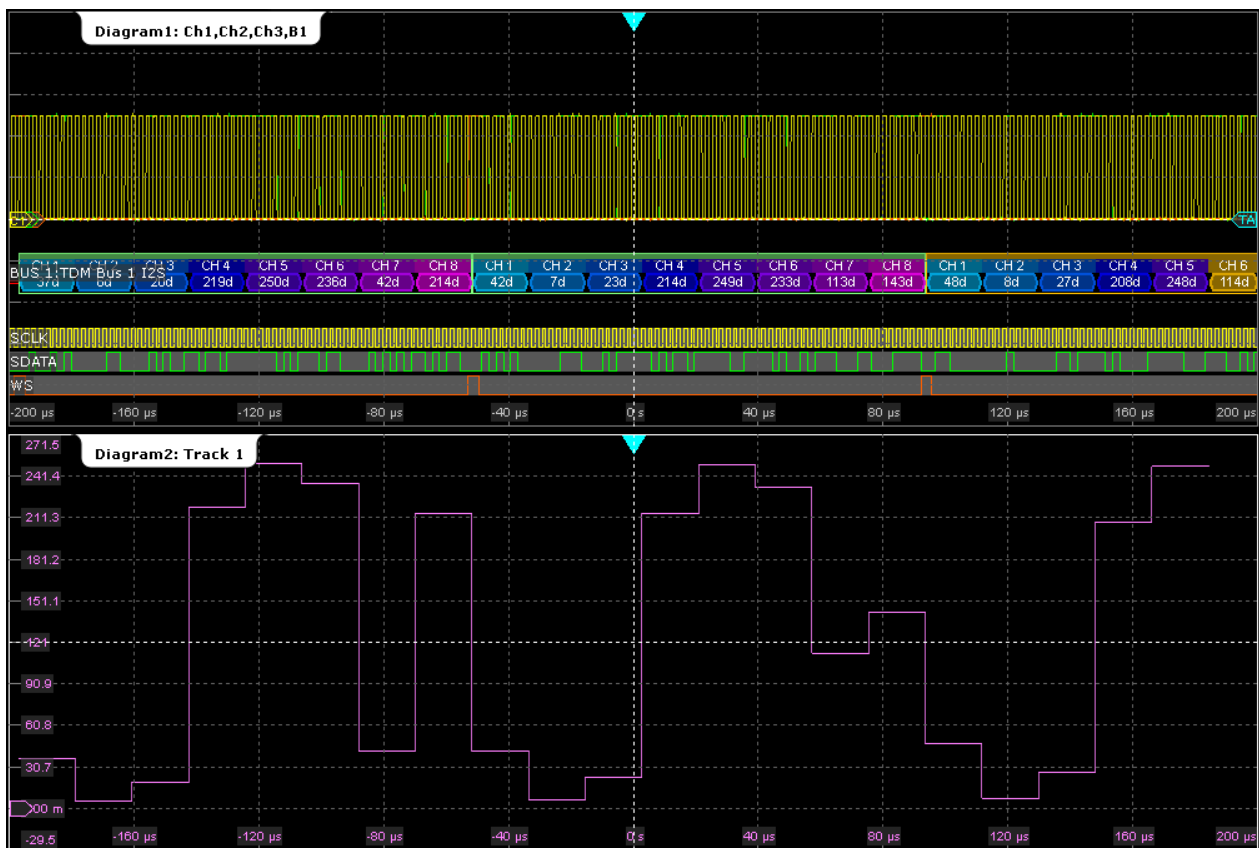 Diagram1: Ch1,Ch2,Ch3,B1
C1
TA
CH 4 CH 5 CH 6 CH 7 CH 8 CH 1 CH 2 CH 3 CH 4 CH 5 CH 6 CH 7 CH 8 CH 1 CH 2 CH 3 CH 4 CH 5 CH 6
BUS 1:TDM Bus 1 I2S
219d 250d 236d 42d 214d 42d 7d 23d 214d 249d 233d 113d 143d 48d 8d 27d 208d 248d 114d
SCLK
SDATA
WS
-200 µs -160 µs -120 µs -80 µs -40 µs 0 s 40 µs 80 µs 120 µs 160 µs 200 µs
271.5
Diagram2: Track 1
241.4
211.3
181.2
151.1
121
90.9
60.8
30.7
-29.5 -160 µs -120 µs -80 µs -40 µs 0 s 40 µs 80 µs 120 µs 160 µs 200 µs